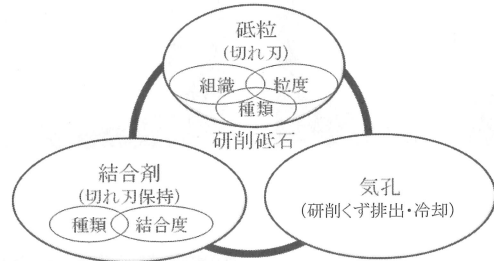 砥粒
(切れ刃)
組織 粒度
種類
研削砥石
結合剤
(切れ刃保持)
種類 結合度
気孔
(研削くず排出・冷却)